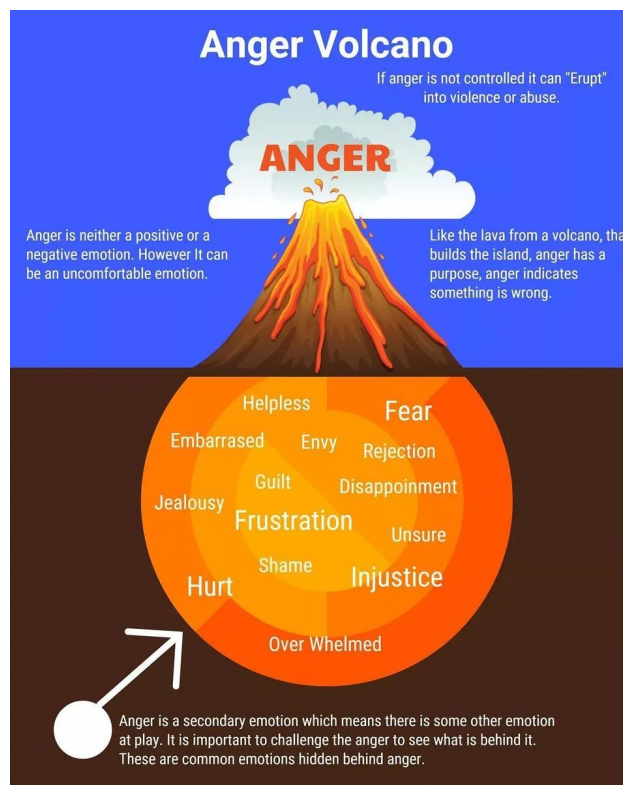 Anger Volcano
If anger is not controlled it can "Erupt"
into violence or abuse.
ANGER
Anger is neither a positive or a
negative emotion. However It can
be an uncomfortable emotion.
Like the lava from a volcano, tha
builds the island, anger has a
purpose, anger indicates
something is wrong.
Helpless
Fear
Embarrased
Envy
Rejection
Guilt
Disappoinment
Jealousy
Frustration
Unsure
Shame
Injustice
Hurt
Over Whelmed
Anger is a secondary emotion which means there is some other emotion
at play. It is important to challenge the anger to see what is behind it.
These are common emotions hidden behind anger.